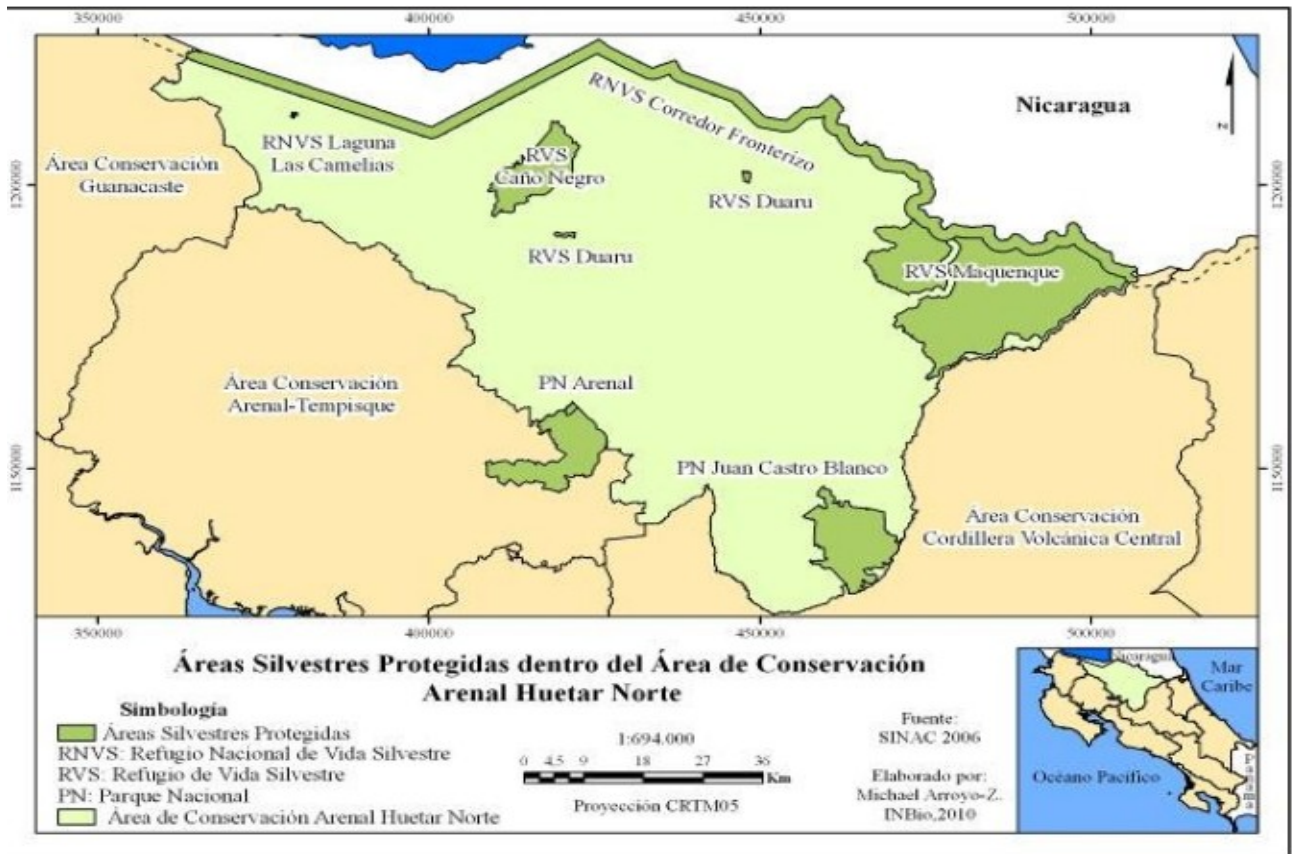 350000 400000 450000 500000
Nicaragua
N
RNVS Corredor Fronterizo
RNVS Laguna
Las Camelias
RVS
Caño Negro
RVS Duaru
RVS Duaru
RVS Maquenque
Área Conservación
Guanacaste
1200000
1200000
Área Conservación
Arenal-Tempisque
PN Arenal
PN Juan Castro Blanco
Área Conservación
Cordillera Volcánica Central
1150000
1150000
350000 400000 450000 500000
Áreas Silvestres Protegidas dentro del Área de Conservación
Arenal Huetar Norte
Simbología
Áreas Silvestres Protegidas
RNVS: Refugio Nacional de Vida Silvestre
RVS: Refugio de Vida Silvestre
PN: Parque Nacional
Área de Conservación Arenal Huetar Norte
1:694.000
0 4.5 9 18 27 36
Km
Proyección CRTM05
Fuente:
SINAC 2006
Elaborado por:
Michael Arroyo-Z.
INBio,2010
Nicaragua
Mar
Caribe
Océano Pacífico
Panamá